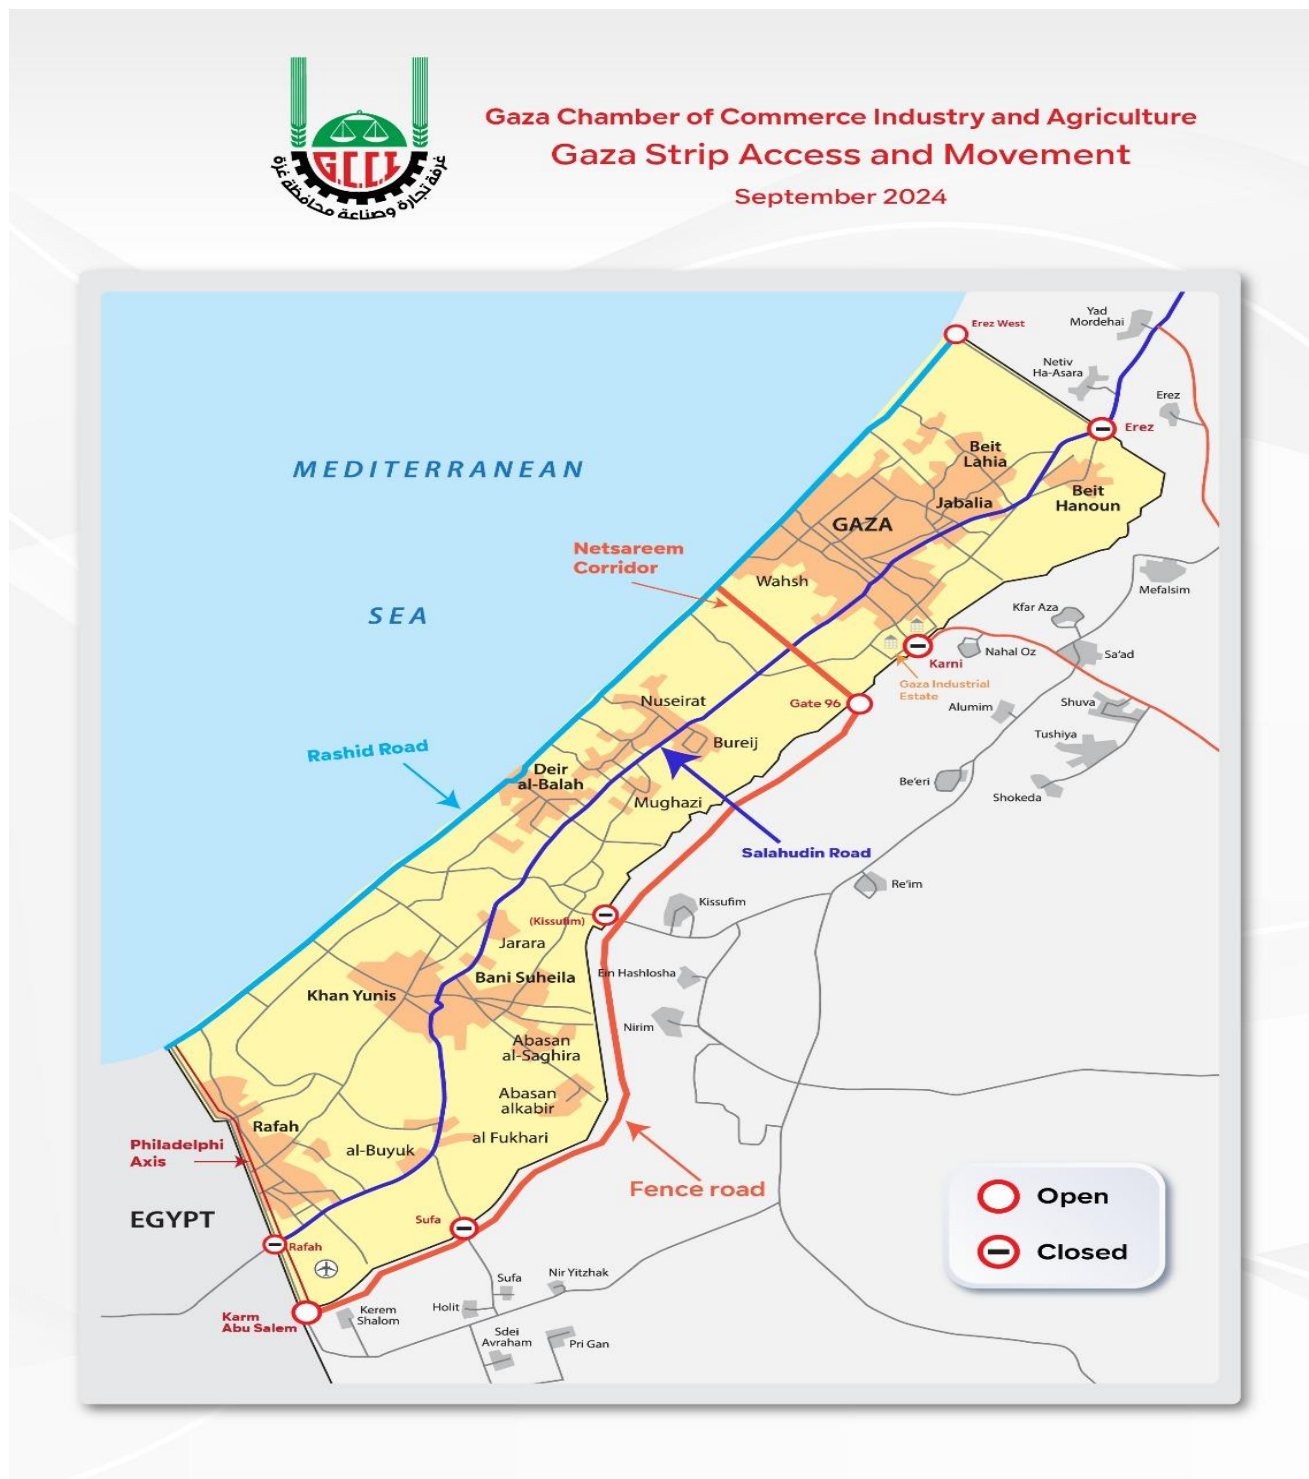 G.C.C.I
غرفة تجارة وصناعة محافظة غزة
Gaza Chamber of Commerce Industry and Agriculture
Gaza Strip Access and Movement
September 2024
Erez West
Yad
Mordehai
Netiv
Ha-Asara
Erez
Erez
MEDITERRANEAN
SEA
Beit
Lahia
Jabalia
Beit
Hanoun
GAZA
Netsareem
Corridor
Wahsh
Mefalsim
Kfar Aza
Nahal Oz
Sa'ad
Karni
Gaza Industrial
Estate
Gate 96
Alumim
Shuva
Tushiya
Nuseirat
Bureij
Rashid Road
Deir
al-Balah
Mughazi
Be'eri
Shokeda
Salahudin Road
Re'im
Kissufim
(Kissufim)
Jarara
Bani Suheila
Ein Hashlosha
Khan Yunis
Nirim
Abasan
al-Saghira
Abasan
alkabir
Rafah
al Fukhari
al-Buyuk
Philadelphi
Axis
Fence road
Open
EGYPT
Sufa
Rafah
Closed
Sufa
Nir Yitzhak
Holit
Kerem
Shalom
Karm
Abu Salem
Sdei
Avraham
Pri Gan